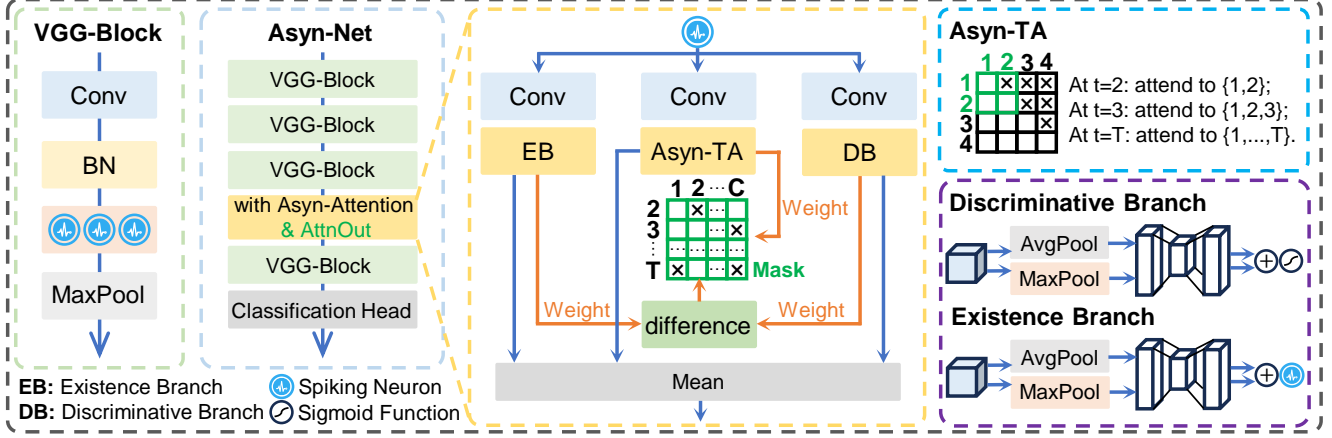 VGG-Block
Conv
BN
MaxPool
Asyn-Net
VGG-Block
VGG-Block
VGG-Block
with Asyn-Attention
& AttnOut
VGG-Block
Classification Head
EB: Existence Branch
Spiking Neuron
DB: Discriminative Branch
Sigmoid Function
Conv Conv Conv
EB Asyn-TA DB
1 2 ... C
2 × ...
3 ... ×
... ... ... ...
T × ... ×
Mask
Weight
Weight
Weight
difference
Mean
Asyn-TA
1 2 3 4
1 × × ×
2 × ×
3 ×
4
At t=2: attend to {1,2};
At t=3: attend to {1,2,3};
At t=T: attend to {1,...,T}.
Discriminative Branch
AvgPool
MaxPool
Existence Branch
AvgPool
MaxPool